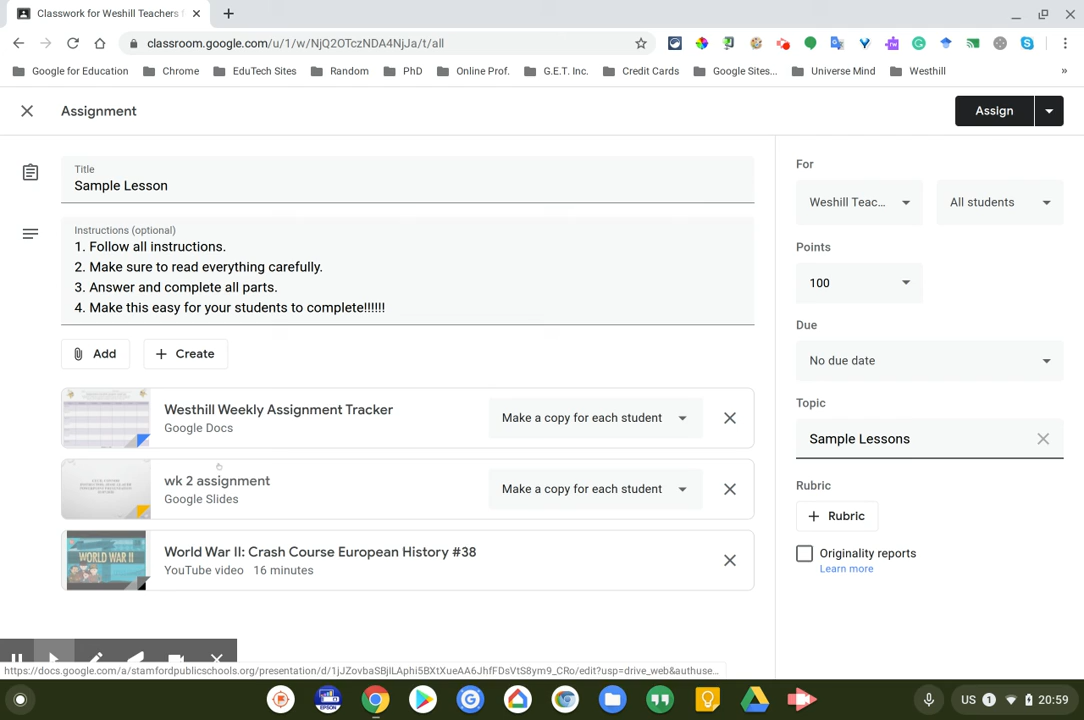 Classwork for Weshill Teachers f
classroom.google.com/u/1/w/NjQ2OTczNDA4NjJa/t/all
Google for Education
Chrome
EduTech Sites
Random
PhD
Online Prof.
G.E.T. Inc.
Credit Cards
Google Sites...
Universe Mind
Westhill
»
Assignment
Assign
Title
Sample Lesson
Instructions (optional)
1. Follow all instructions.
2. Make sure to read everything carefully.
3. Answer and complete all parts.
4. Make this easy for your students to complete!!!!!!
Add
Create
Westhill Weekly Assignment Tracker
Google Docs
Make a copy for each student
wk 2 assignment
Google Slides
Make a copy for each student
WORLD WAR II
World War II: Crash Course European History #38
YouTube video 16 minutes
For
Weshill Teac...
All students
Points
100
Due
No due date
Topic
Sample Lessons
Rubric
Rubric
Originality reports
Learn more
https://docs.google.com/a/stamfordpublicschools.org/presentation/d/1jJZovbaSBjILAphi5BXtXueAA6JhfFDsVtS8ym9_CRo/edit?usp=drive_web&authuse...
EPSON
US 1 20:59